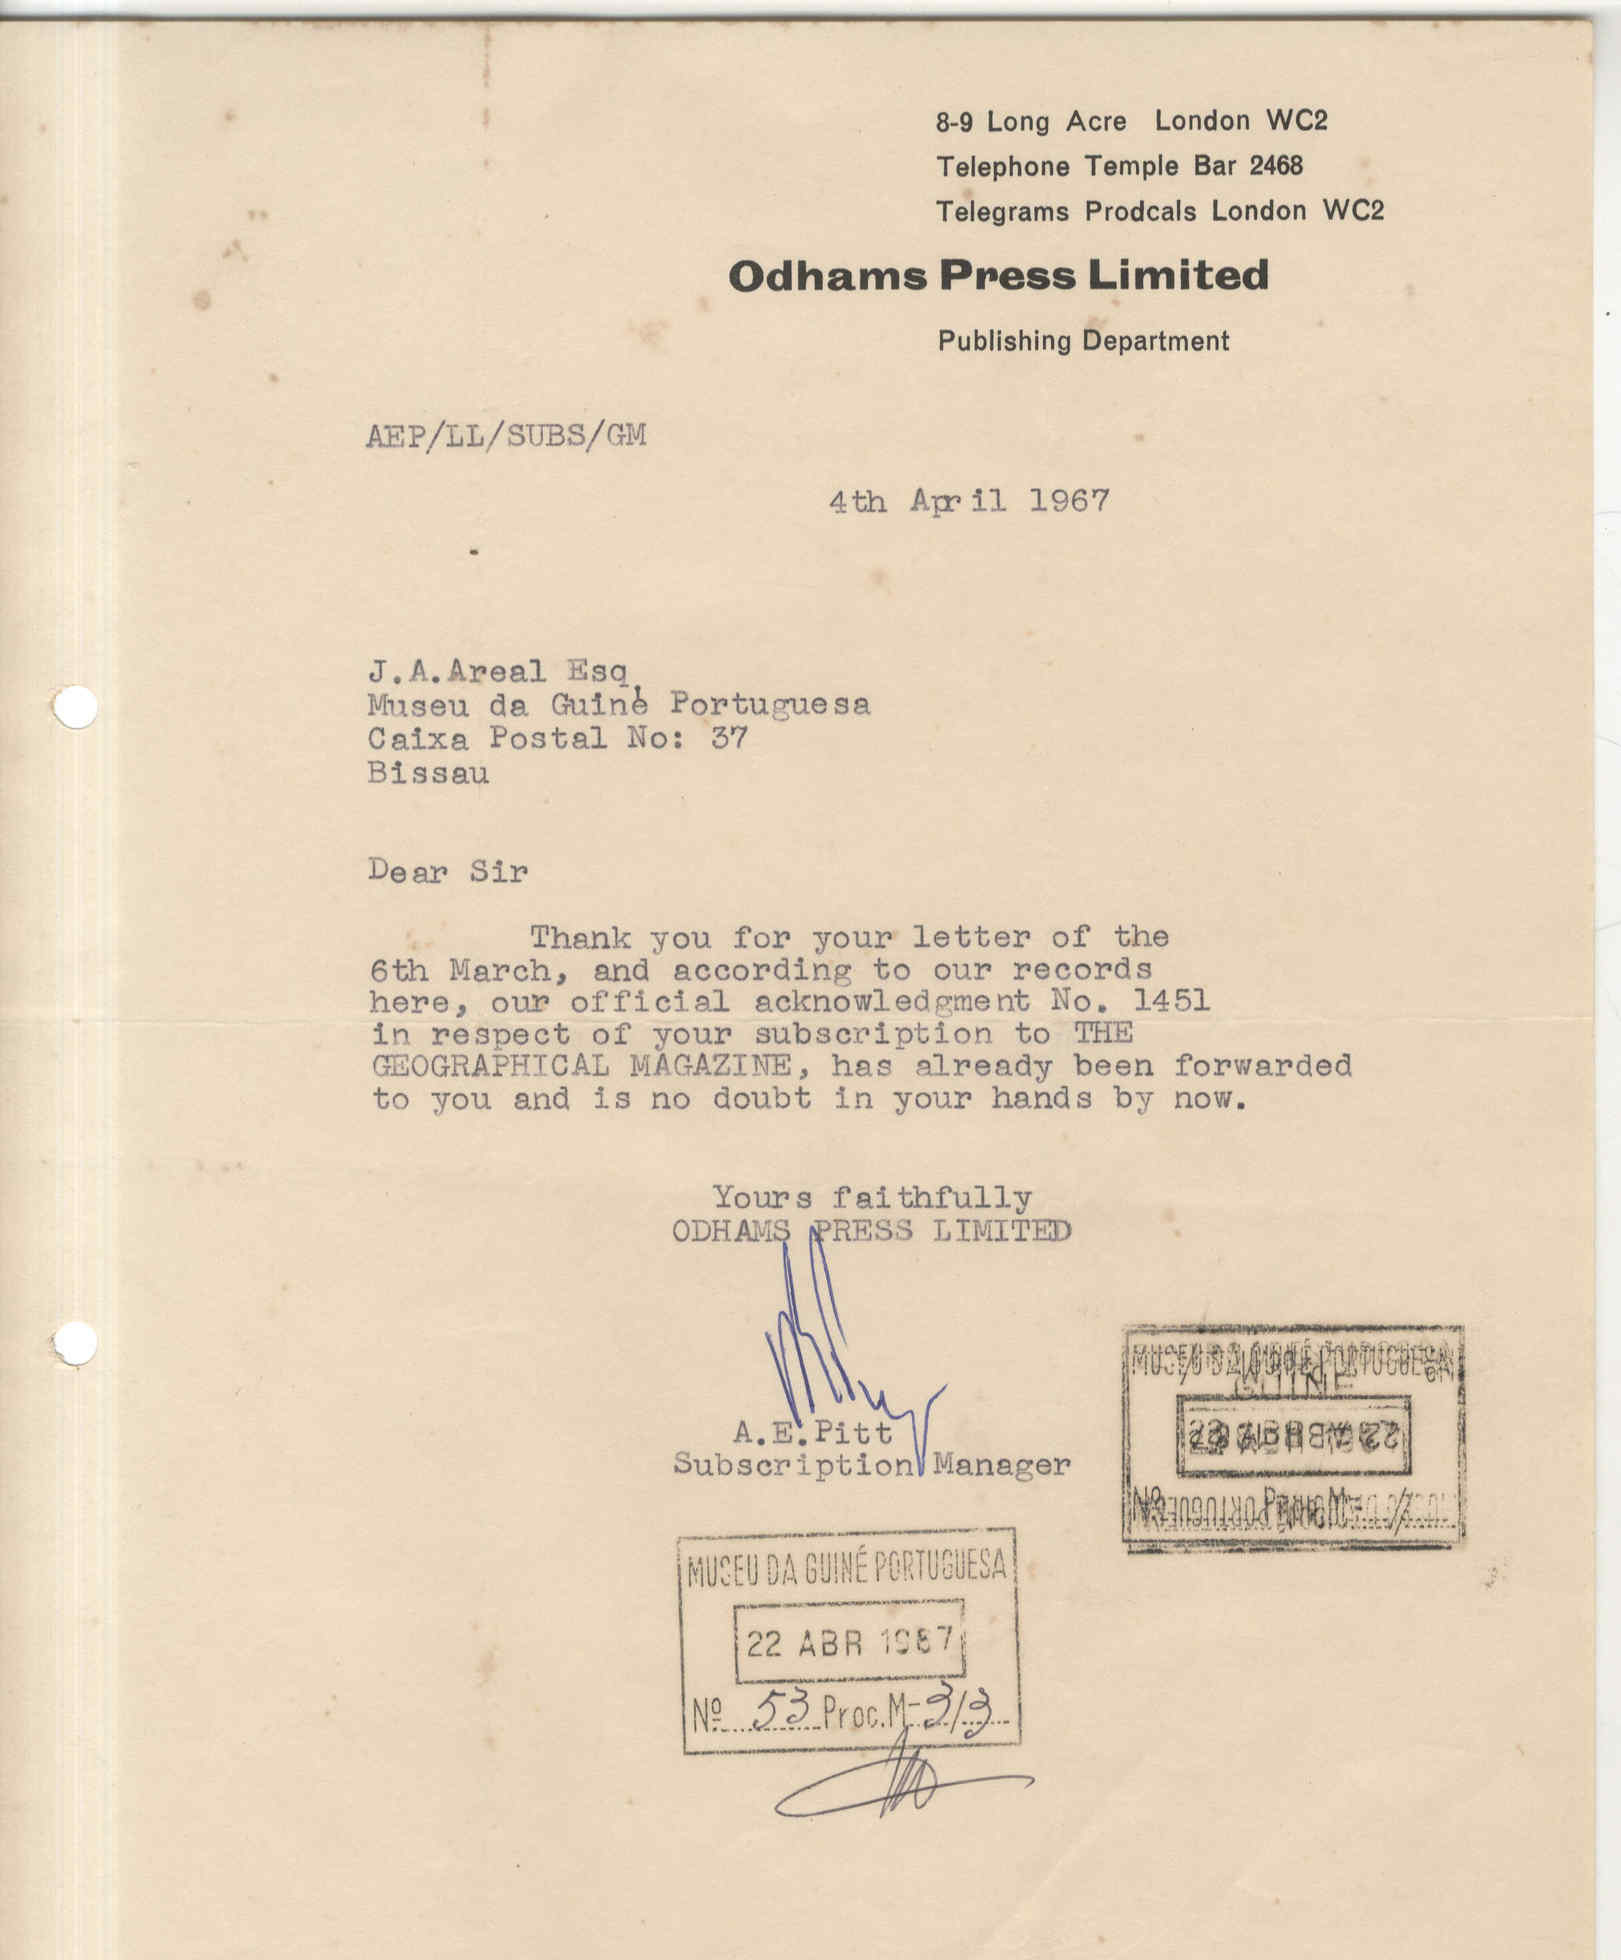 8-9 Long Acre London WC2
Telephone Temple Bar 2468
Telegrams Prodcals London WC2
Odhams Press Limited
Publishing Department
AEP/LL/SUBS/GM
4th April 1967
J.A.Areal Esq,
Museu da Guiné Portuguesa
Caixa Postal No: 37
Bissau
Dear Sir
Thank you for your letter of the
6th March, and according to our records
here, our official acknowledgment No. 1451
in respect of your subscription to THE
GEOGRAPHICAL MAGAZINE, has already been forwarded
to you and is no doubt in your hands by now.
Yours faithfully
ODHAMS PRESS LIMITED
A.E.Pitt
Subscription Manager
MUSEU DA GUINÉ PORTUGUESA
22 ABR 1967
Nº 53 Proc. M-3/3